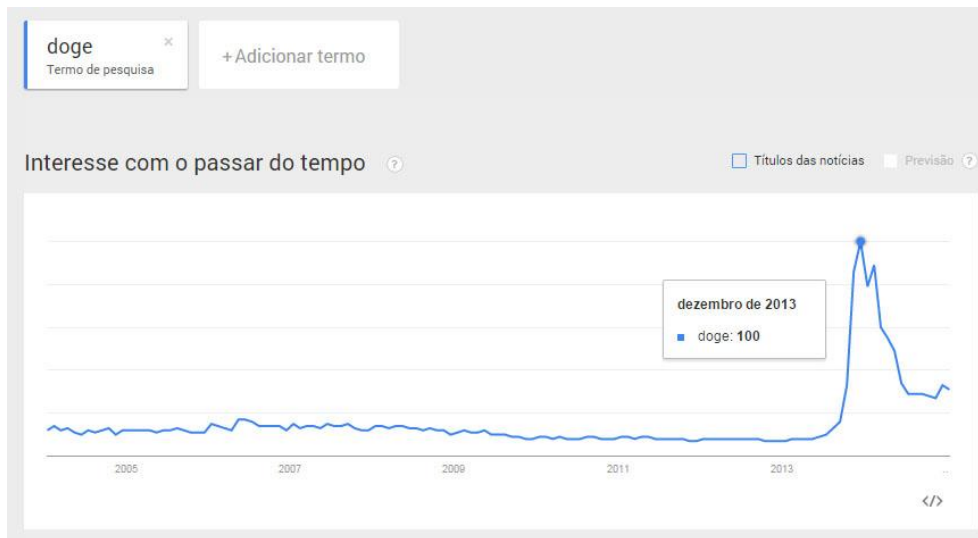 doge ×
Termo de pesquisa
+Adicionar termo
Interesse com o passar do tempo ?
Títulos das notícias Previsão ?
dezembro de 2013
doge: 100
2005 2007 2009 2011 2013 ...
</>